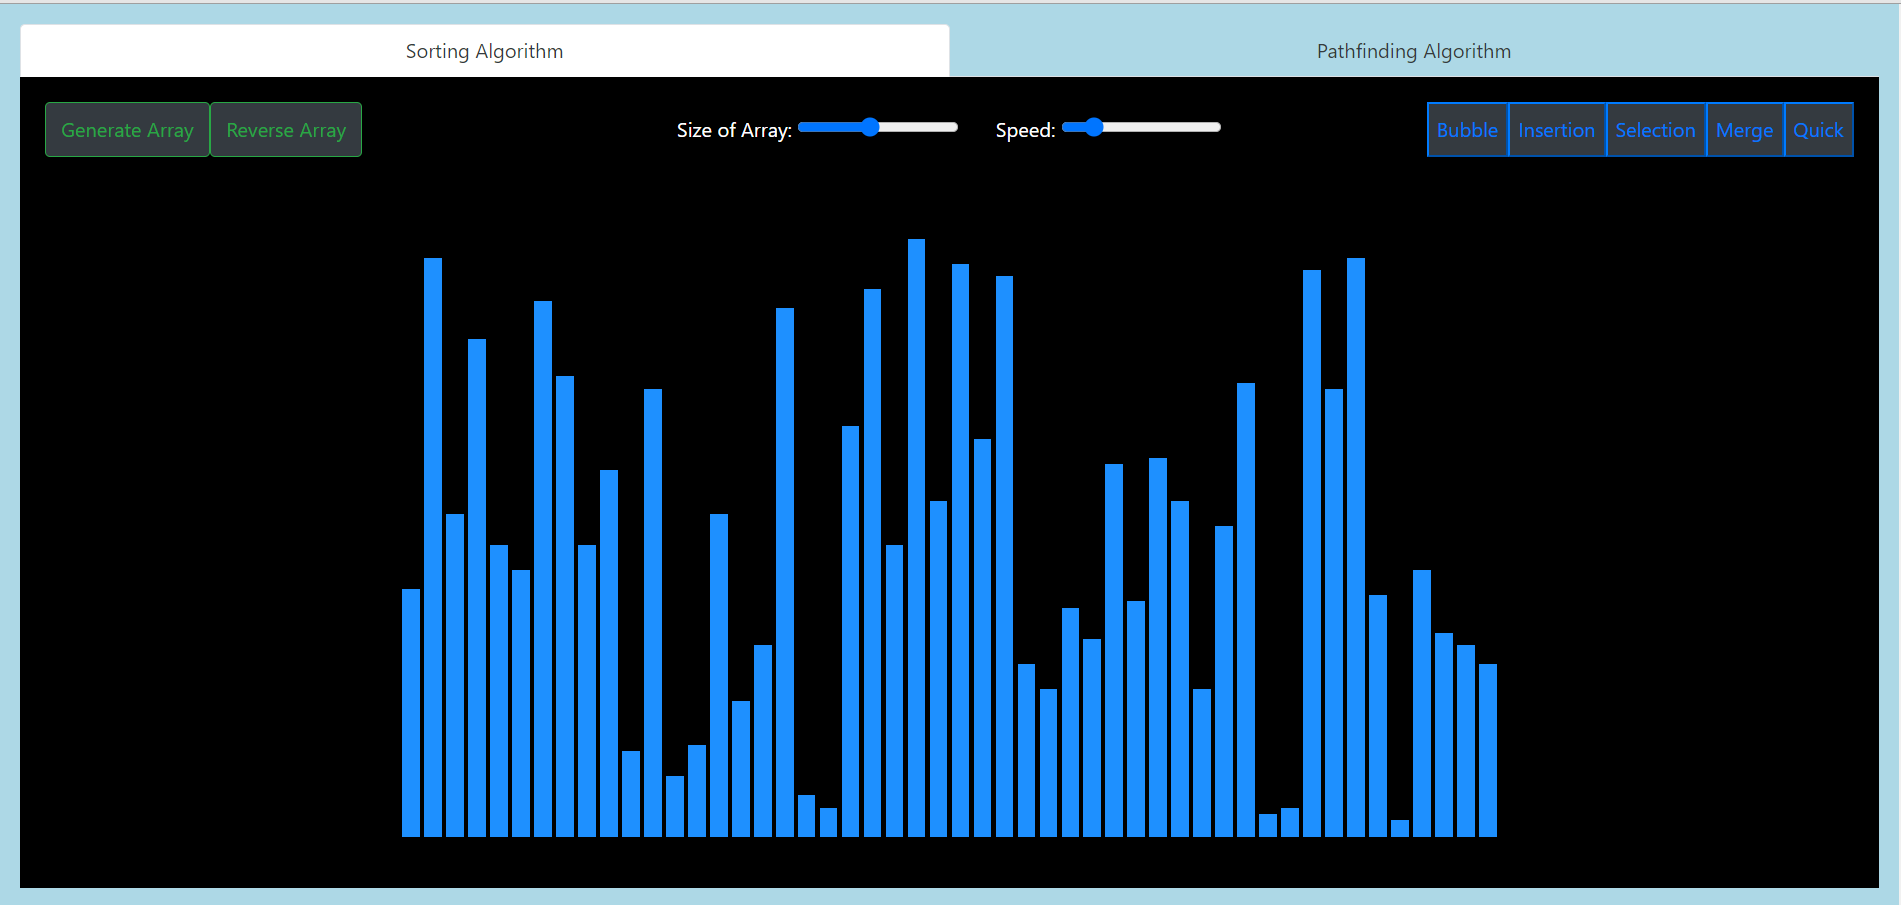 Sorting Algorithm
Pathfinding Algorithm
Generate Array
Reverse Array
Size of Array:
Speed:
Bubble
Insertion
Selection
Merge
Quick